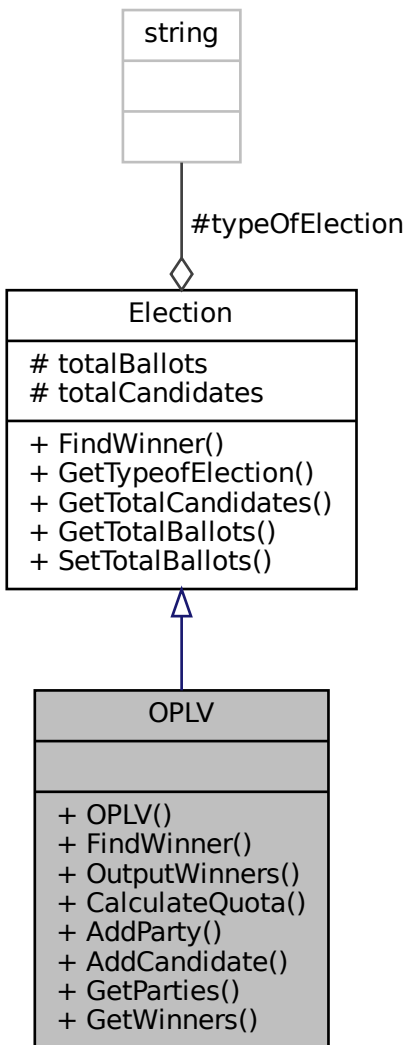 string
#typeOfElection
Election
# totalBallots
# totalCandidates
+ FindWinner()
+ GetTypeofElection()
+ GetTotalCandidates()
+ GetTotalBallots()
+ SetTotalBallots()
OPLV
+ OPLV()
+ FindWinner()
+ OutputWinners()
+ CalculateQuota()
+ AddParty()
+ AddCandidate()
+ GetParties()
+ GetWinners()